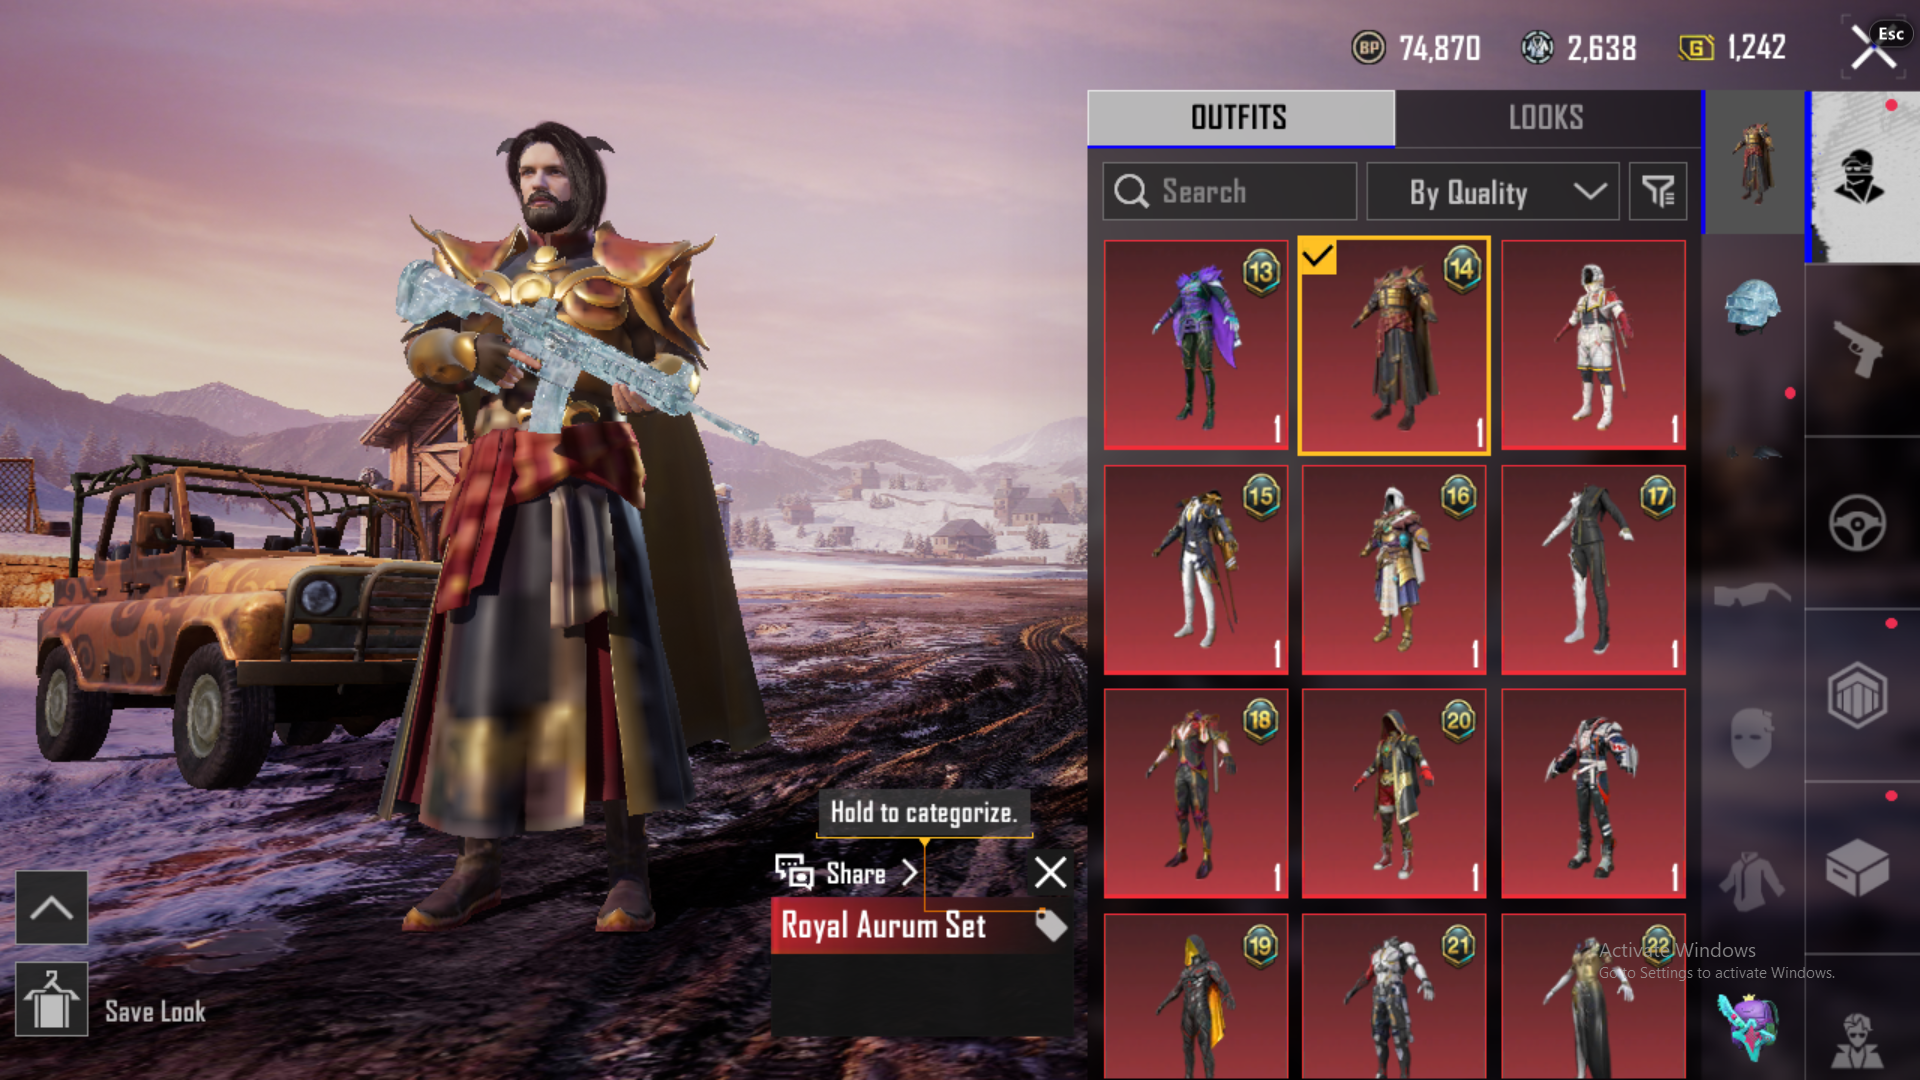 BP 74,870
2,638
G 1,242
Esc
OUTFITS
LOOKS
Search
By Quality
13
1
14
1
1
15
1
16
1
17
1
18
1
20
1
1
19
21
22
Hold to categorize.
Share
Royal Aurum Set
Save Look
Activate Windows
Go to Settings to activate Windows.